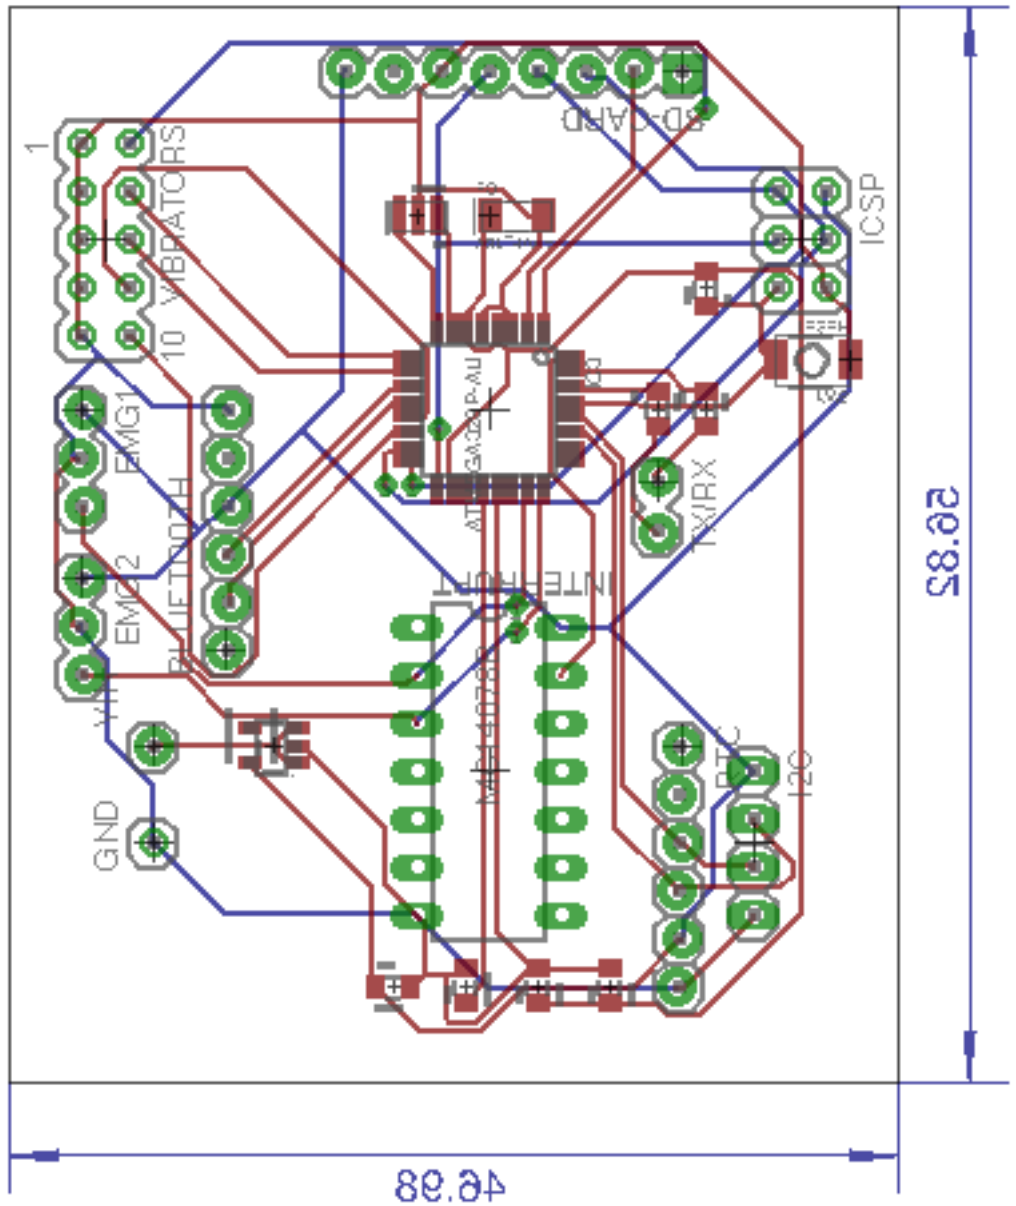 SD-CARD
1
VIBRATORS
10
ICSP
EMG1
BLUETOOTH
TX/RX
EMG2
INTERRUPT
VIN
RTC
I2C
GND
56.82
46.98